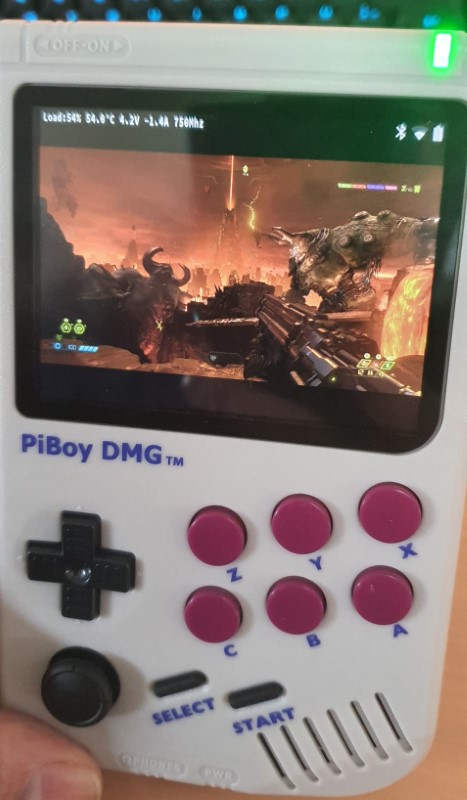 OFF-ON
Load:54% 54.0°C 4.2V -1.4A 750Mhz
PiBoy DMG™
X
Y
Z
A
B
C
SELECT
START
PHONES
PWR